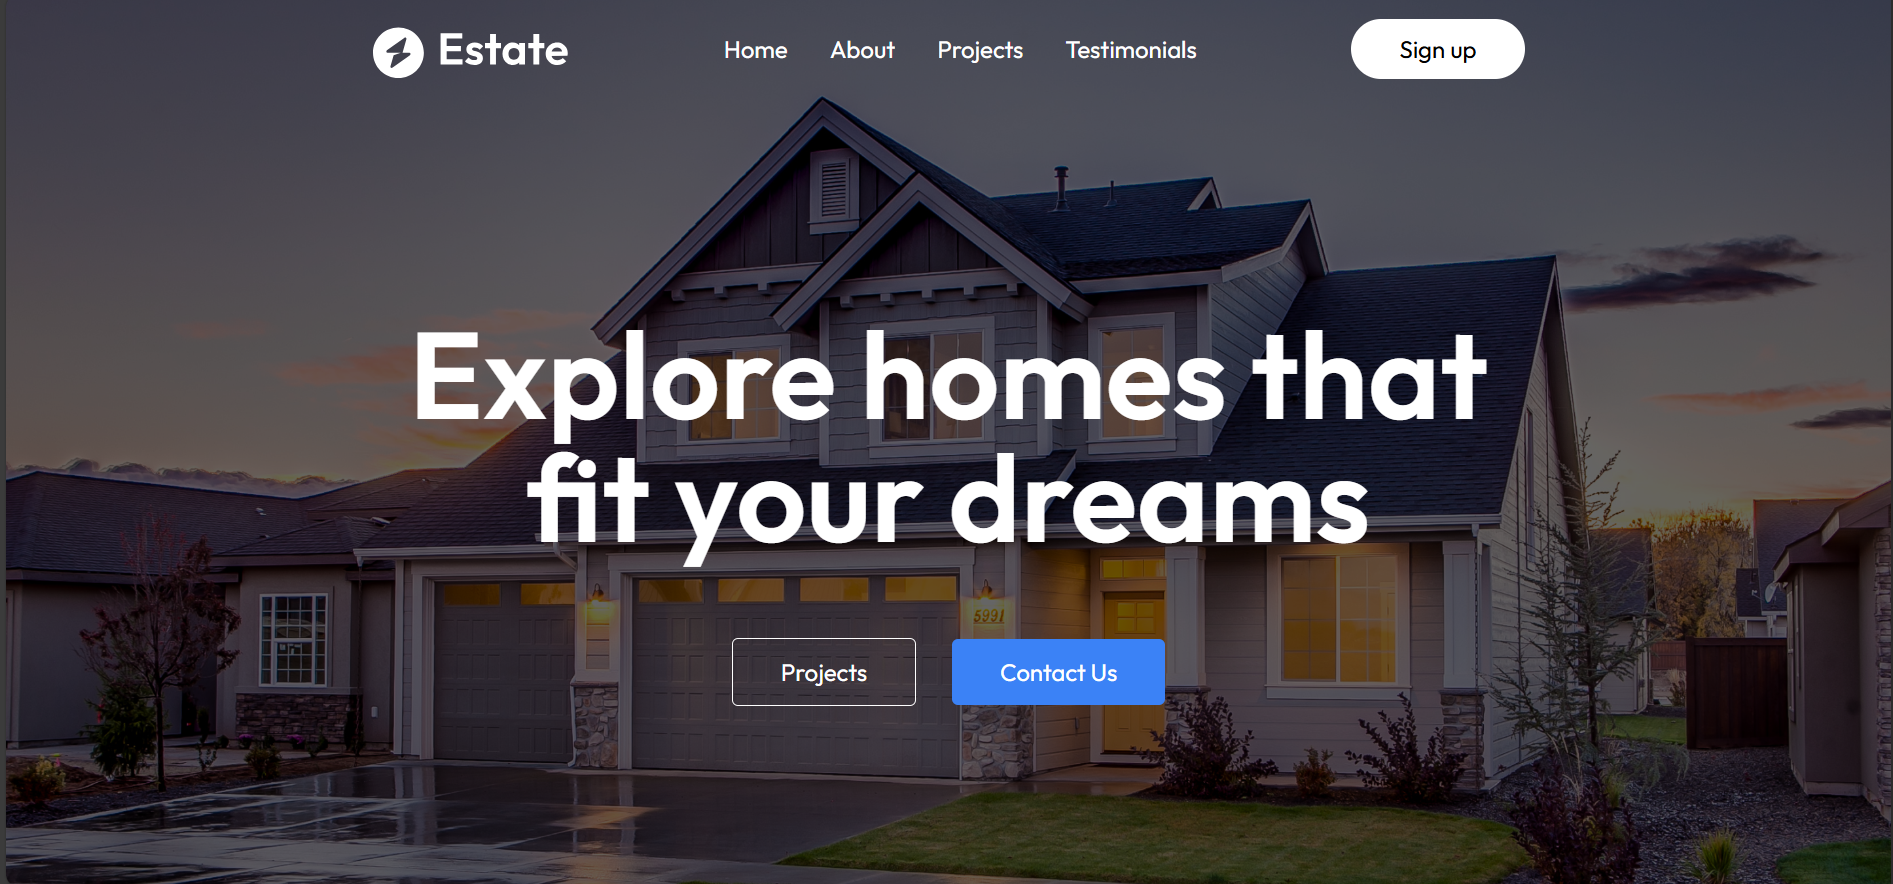 Estate
Home
About
Projects
Testimonials
Sign up
Explore homes that
fit your dreams
5991
Projects
Contact Us